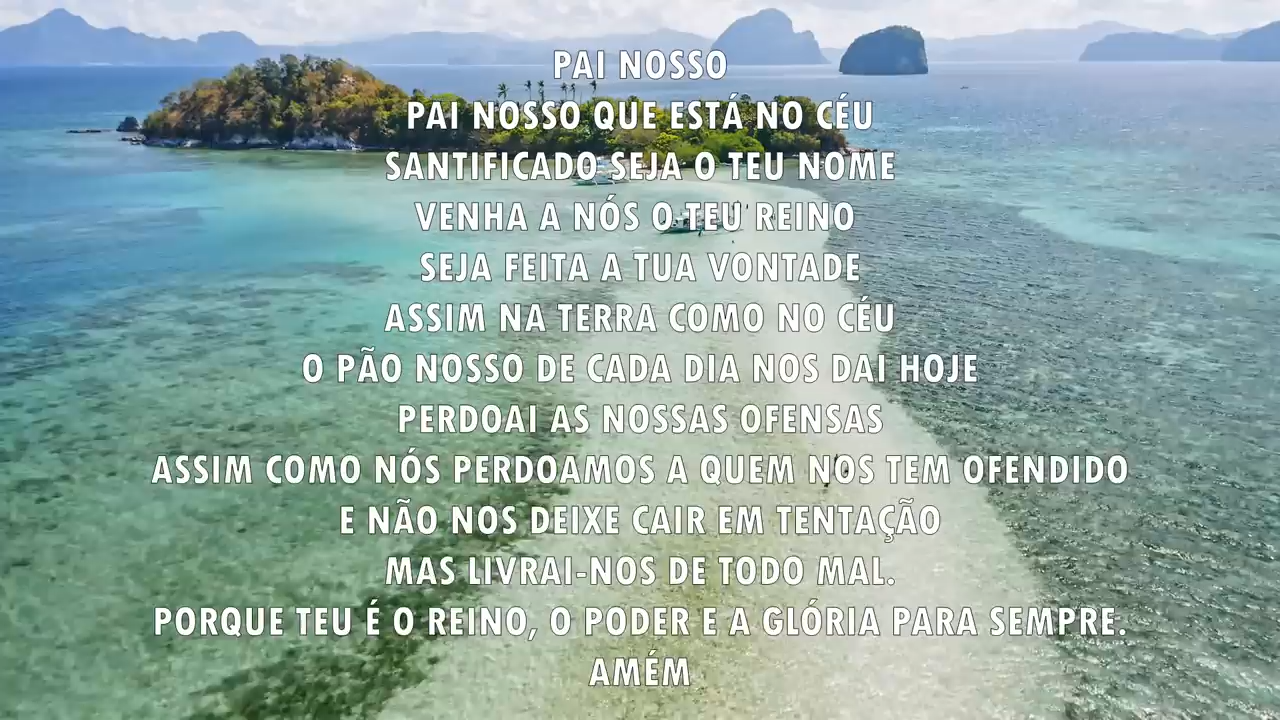 PAI NOSSO
PAI NOSSO QUE ESTÁ NO CÉU
SANTIFICADO SEJA O TEU NOME
VENHA A NÓS O TEU REINO
SEJA FEITA A TUA VONTADE
ASSIM NA TERRA COMO NO CÉU
O PÃO NOSSO DE CADA DIA NOS DAI HOJE
PERDOAI AS NOSSAS OFENSAS
ASSIM COMO NÓS PERDOAMOS A QUEM NOS TEM OFENDIDO
E NÃO NOS DEIXE CAIR EM TENTAÇÃO
MAS LIVRAI-NOS DE TODO MAL.
PORQUE TEU É O REINO, O PODER E A GLÓRIA PARA SEMPRE.
AMÉM